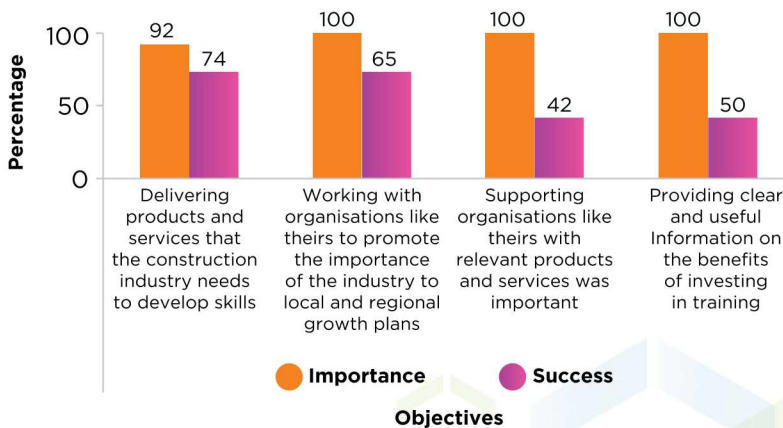 Percentage
100
50
0
92
74
100
65
100
42
100
50
Delivering
products and
services that
the construction
industry needs
to develop skills
Working with
organisations like
theirs to promote
the importance
of the industry to
local and regional
growth plans
Supporting
organisations like
theirs with
relevant products
and services was
important
Providing clear
and useful
Information on
the benefits
of investing
in training
Importance
Success
Objectives